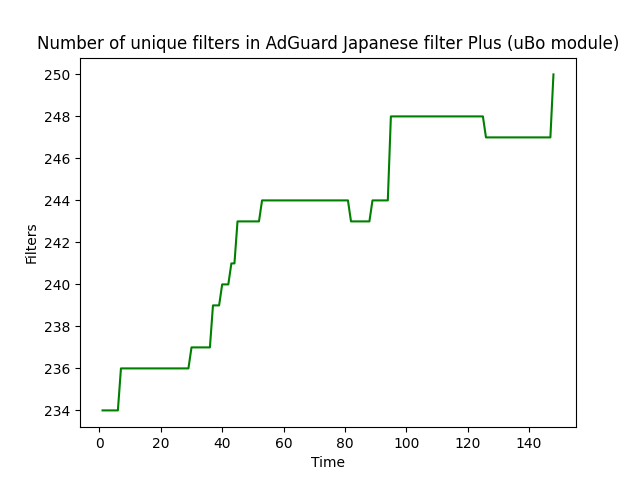 Number of unique filters in AdGuard Japanese filter Plus (uBo module)
250
248
246
244
242
240
238
236
234
Filters
0 20 40 60 80 100 120 140
Time